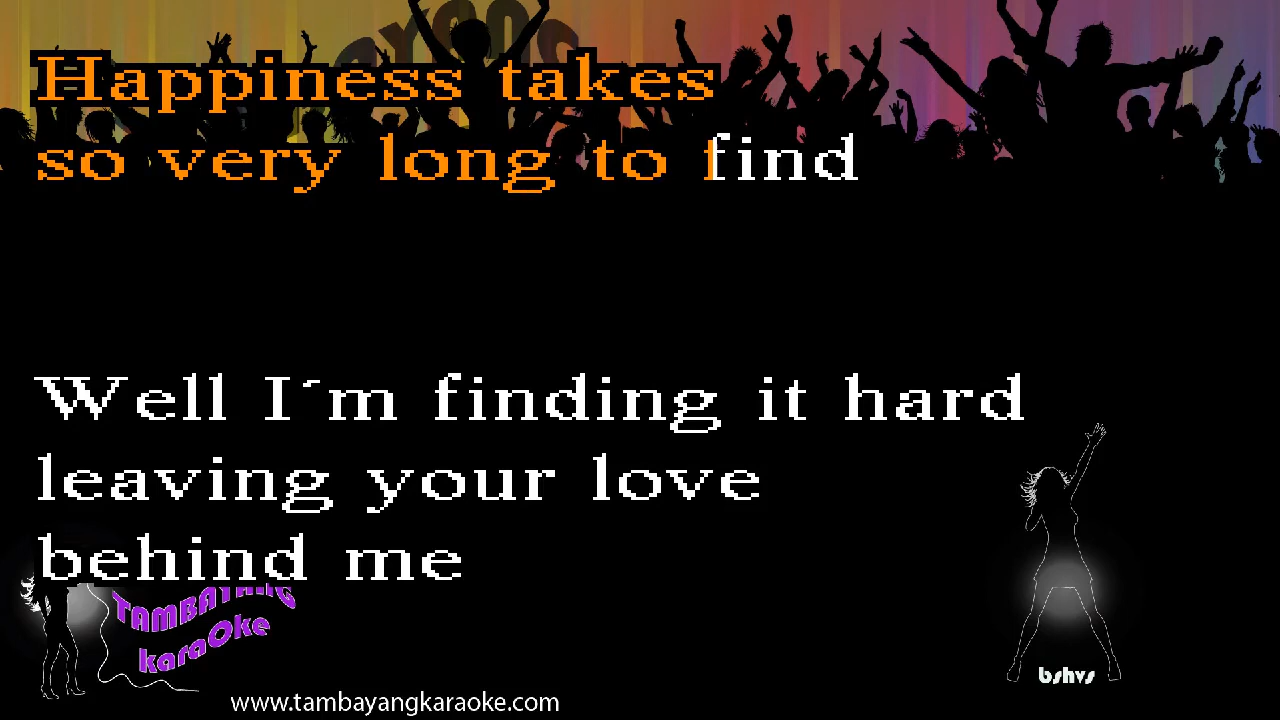 Happiness takes
so very long to find
Well I´m finding it hard
leaving your love
behind me
TAMBAYANG
karaOke
www.tambayangkaraoke.com
bshvs